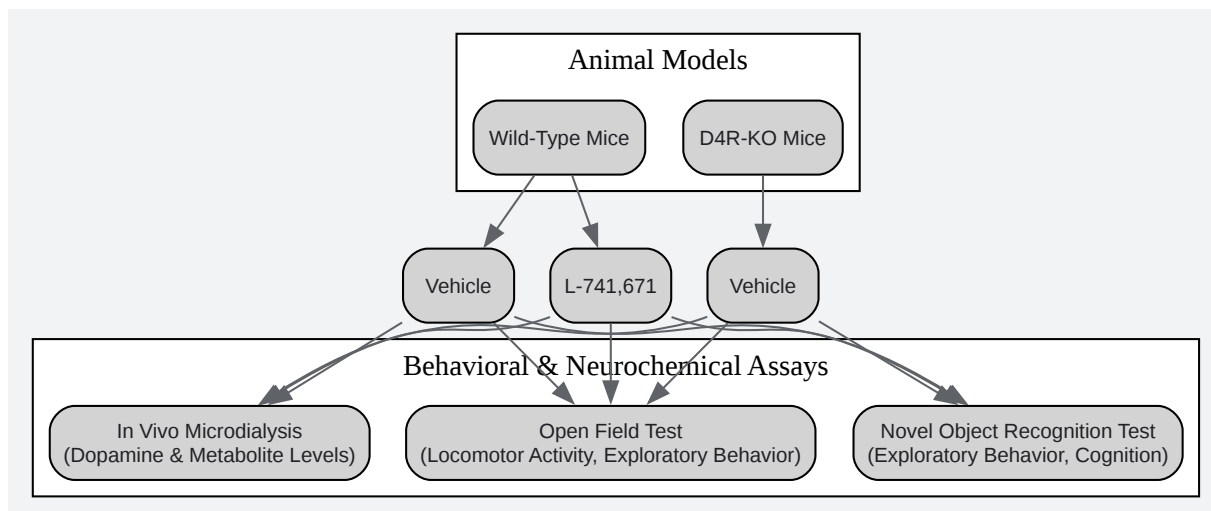 Animal Models
Wild-Type Mice
D4R-KO Mice
Vehicle
L-741,671
Vehicle
Behavioral & Neurochemical Assays
In Vivo Microdialysis
(Dopamine & Metabolite Levels)
Open Field Test
(Locomotor Activity, Exploratory Behavior)
Novel Object Recognition Test
(Exploratory Behavior, Cognition)